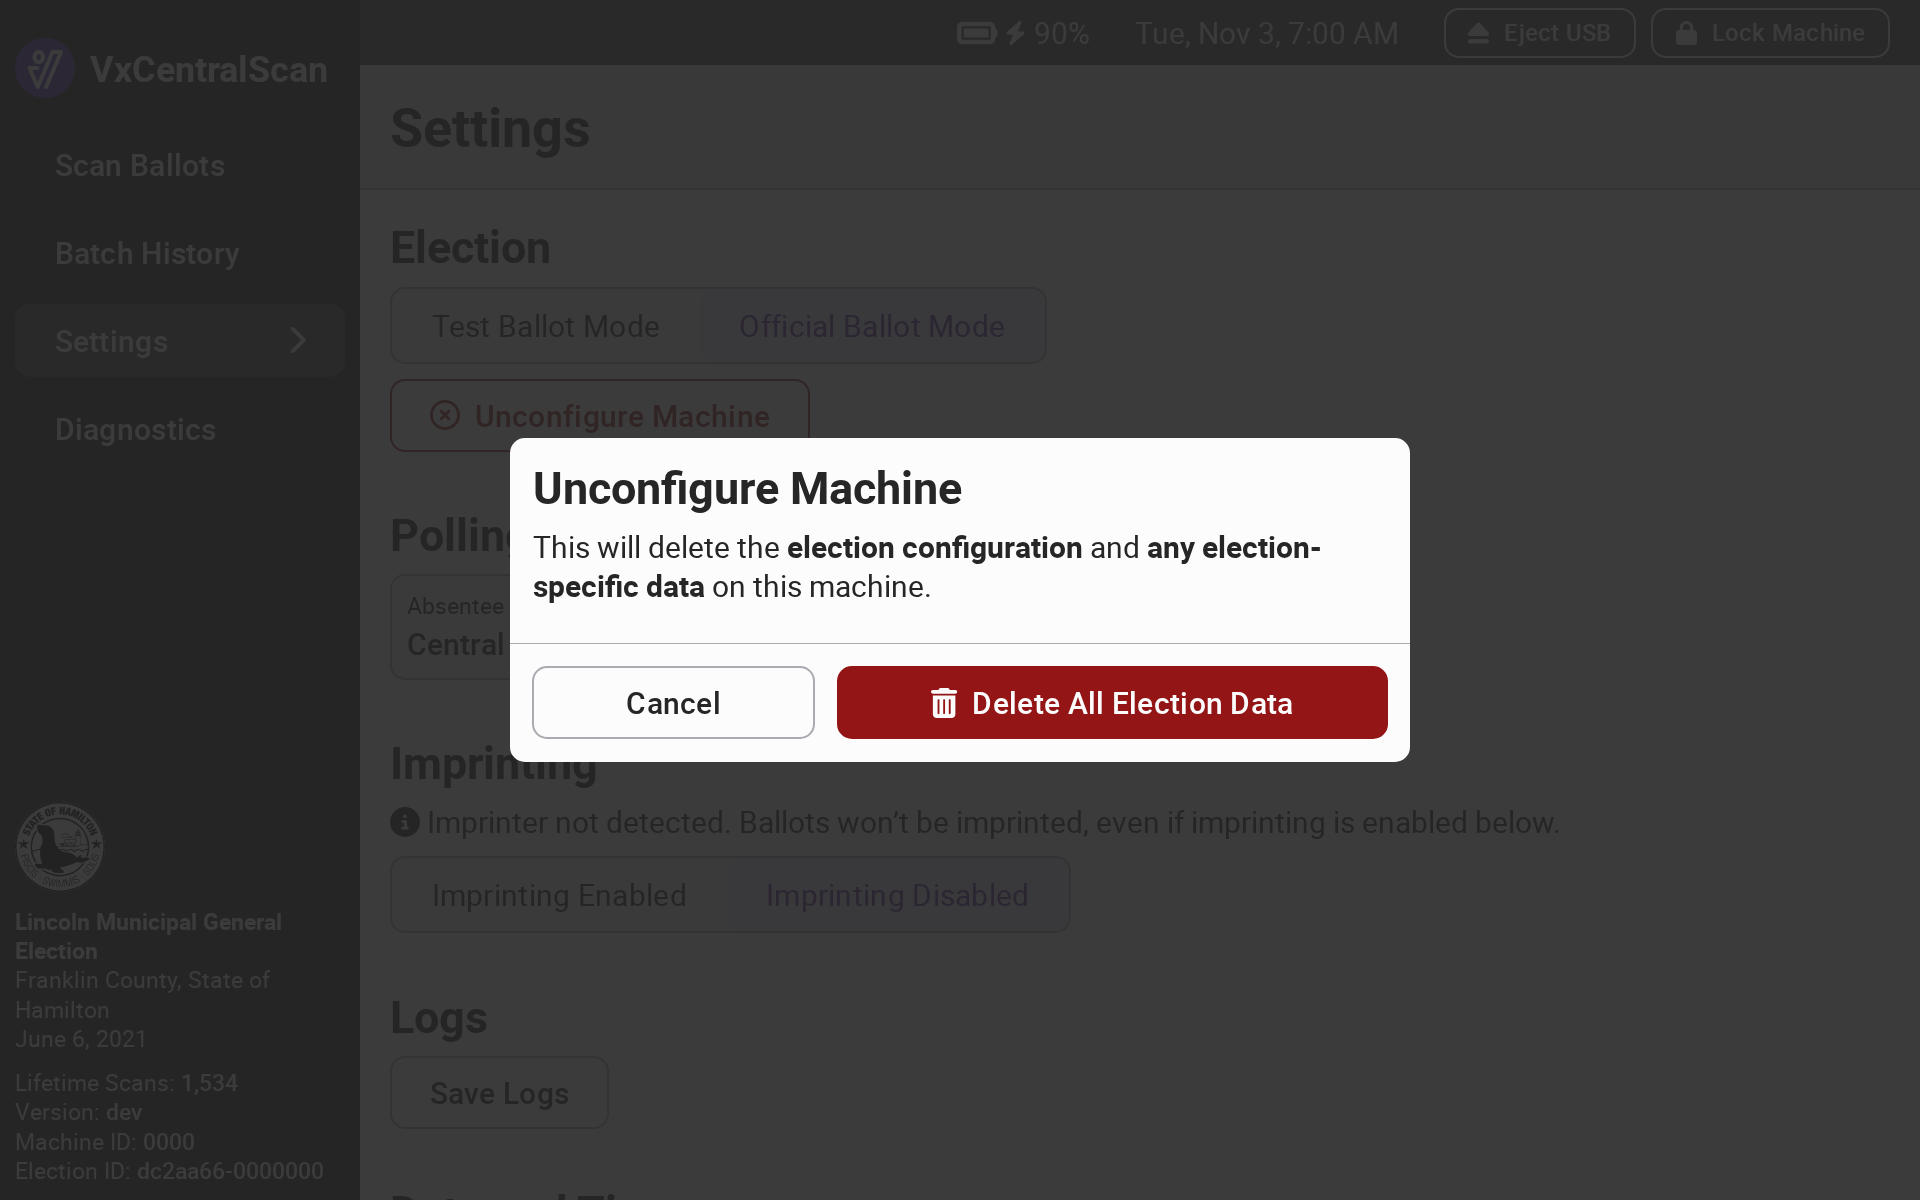 VxCentralScan
Scan Ballots
Batch History
Settings
Diagnostics
STATE OF HAMILTON
Lincoln Municipal General
Election
Franklin County, State of
Hamilton
June 6, 2021
Lifetime Scans: 1,534
Version: dev
Machine ID: 0000
Election ID: dc2aa66-0000000
90%
Tue, Nov 3, 7:00 AM
Eject USB
Lock Machine
Settings
Election
Test Ballot Mode
Official Ballot Mode
Unconfigure Machine
Polling
Absentee
Central
Unconfigure Machine
This will delete the election configuration and any election-
specific data on this machine.
Cancel
Delete All Election Data
Imprinting
Imprinter not detected. Ballots won’t be imprinted, even if imprinting is enabled below.
Imprinting Enabled
Imprinting Disabled
Logs
Save Logs